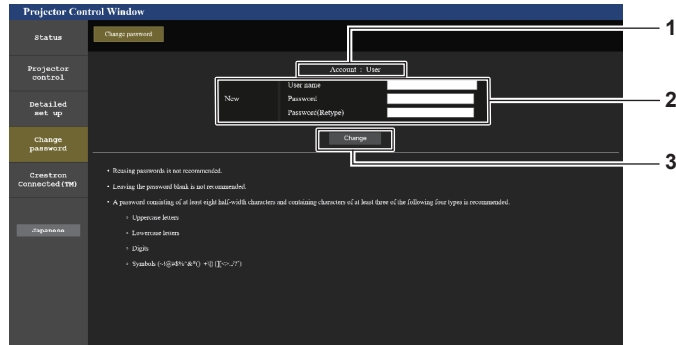 Projector Control Window
Status
Change password
1
Projector
control
Account : User
New
User name
Password
Password(Retype)
2
Detailed
set up
Change
password
Change
3
Crestron
Connected(TM)
• Reusing passwords is not recommended.
• Leaving the password blank is not recommended.
• A password consisting of at least eight half-width characters and containing characters of at least three of the following four types is recommended.
◦ Uppercase letters
◦ Lowercase letters
◦ Digits
◦ Symbols
Japanese